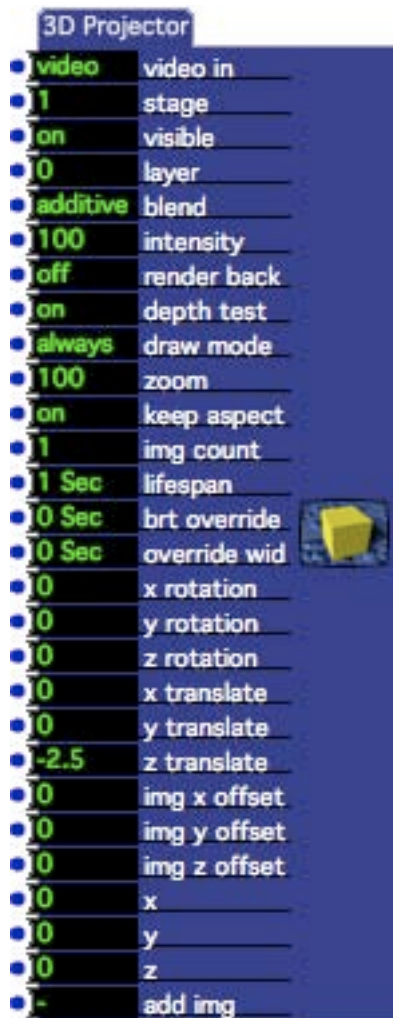 3D Projector
video video in
1 stage
on visible
0 layer
additive blend
100 intensity
off render back
on depth test
always draw mode
100 zoom
on keep aspect
1 img count
1 Sec lifespan
0 Sec brt override
0 Sec override wid
0 x rotation
0 y rotation
0 z rotation
0 x translate
0 y translate
-2.5 z translate
0 img x offset
0 img y offset
0 img z offset
0 x
0 y
0 z
- add img